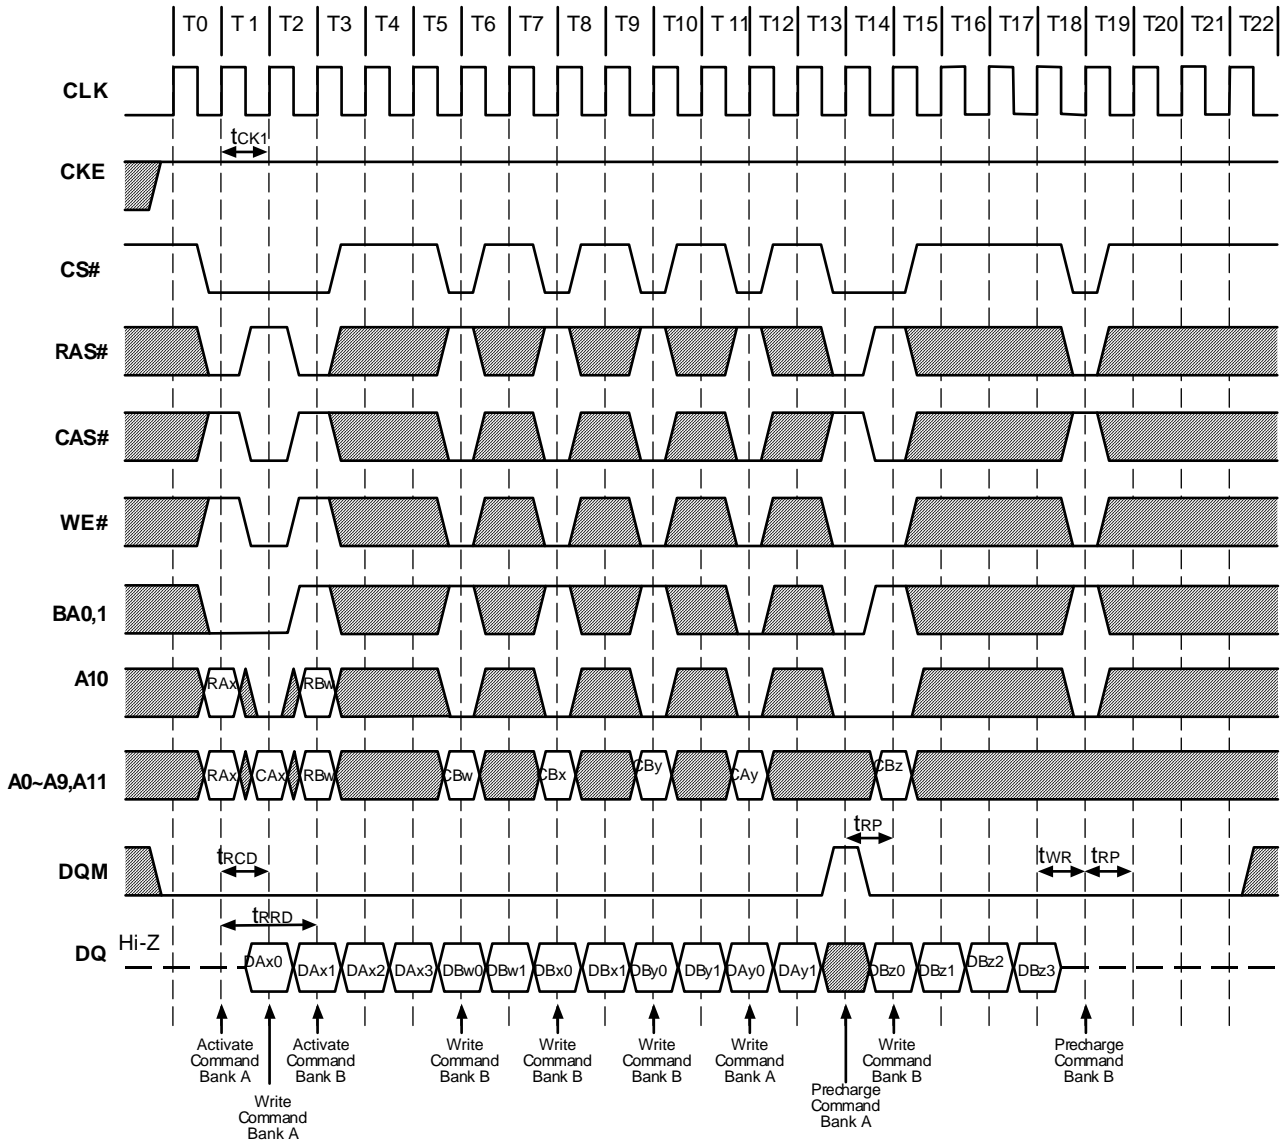 T0 T 1 T2 T3 T4 T5 T6 T7 T8 T9 T10 T 11 T12 T13 T14 T15 T16 T17 T18 T19 T20 T21 T22
CLK
tCK1
CKE
CS#
RAS#
CAS#
WE#
BA0,1
A10
RAx RBw
A0~A9,A11
RAx CAx RBw CBw CBx CBy CAy CBz
tRP
DQM
tRCD
tWR tRP
tRRD
DQ
Hi-Z
DAx0 DAx1 DAx2 DAx3 DBw0 DBw1 DBx0 DBx1 DBy0 DBy1 DAy0 DAy1 DBz0 DBz1 DBz2 DBz3
Activate
Command
Bank A
Write
Command
Bank A
Activate
Command
Bank B
Write
Command
Bank B
Write
Command
Bank B
Write
Command
Bank B
Write
Command
Bank A
Precharge
Command
Bank A
Write
Command
Bank B
Precharge
Command
Bank B